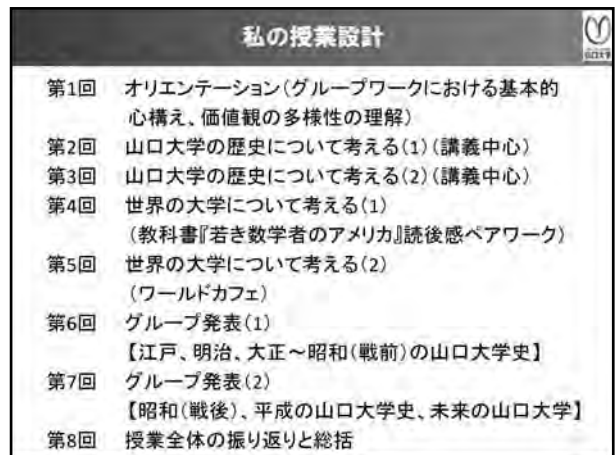 私の授業設計
第1回 オリエンテーション(グループワークにおける基本的
心構え、価値観の多様性の理解)
第2回 山口大学の歴史について考える(1)(講義中心)
第3回 山口大学の歴史について考える(2)(講義中心)
第4回 世界の大学について考える(1)
(教科書『若き数学者のアメリカ』読後感ペアワーク)
第5回 世界の大学について考える(2)
(ワールドカフェ)
第6回 グループ発表(1)
【江戸、明治、大正~昭和(戦前)の山口大学史】
第7回 グループ発表(2)
【昭和(戦後)、平成の山口大学史、未来の山口大学】
第8回 授業全体の振り返りと総括